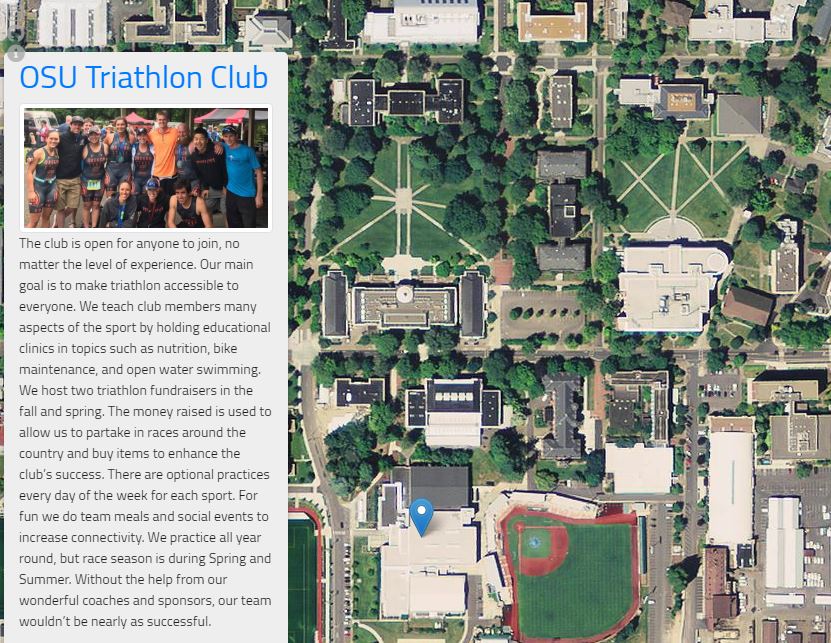 OSU Triathlon Club
The club is open for anyone to join, no
matter the level of experience. Our main
goal is to make triathlon accessible to
everyone. We teach club members many
aspects of the sport by holding educational
clinics in topics such as nutrition, bike
maintenance, and open water swimming.
We host two triathlon fundraisers in the
fall and spring. The money raised is used to
allow us to partake in races around the
country and buy items to enhance the
club’s success. There are optional practices
every day of the week for each sport. For
fun we do team meals and social events to
increase connectivity. We practice all year
round, but race season is during Spring and
Summer. Without the help from our
wonderful coaches and sponsors, our team
wouldn’t be nearly as successful.